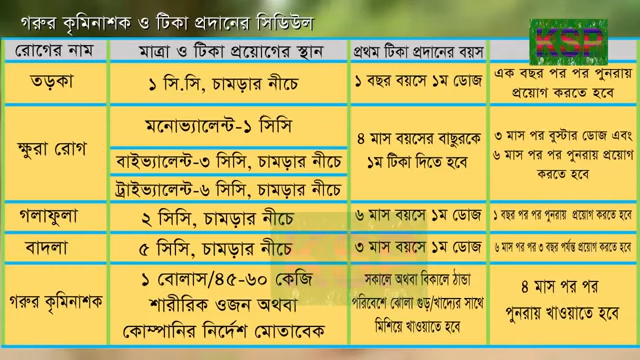 গরুর কৃমিনাশক ও টিকা প্রদানের সিডিউল
KSP
রোগের নাম
মাত্রা ও টিকা প্রয়োগের স্থান
প্রথম টিকা প্রদানের বয়স
তড়কা
১ সি.সি, চামড়ার নীচে
১ বছর বয়সে ১ম ডোজ
এক বছর পর পর পুনরায়
প্রয়োগ করতে হবে
ক্ষুরা রোগ
মনোভ্যালেন্ট-১ সিসি
বাইভ্যালেন্ট-৩ সিসি, চামড়ার নীচে
ট্রাইভ্যালেন্ট-৬ সিসি, চামড়ার নীচে
৪ মাস বয়সের বাছুরকে
১ম টিকা দিতে হবে
৩ মাস পর বুস্টার ডোজ এবং
৬ মাস পর পর পুনরায় প্রয়োগ
করতে হবে
গলাফুলা
২ সিসি, চামড়ার নীচে
৬ মাস বয়সে ১ম ডোজ
১ বছর পর পর পুনরায় প্রয়োগ করতে হবে
বাদলা
৫ সিসি, চামড়ার নীচে
৩ মাস বয়সে ১ম ডোজ
৬ মাস পর পর ৩ বছর পর্যন্ত প্রয়োগ করতে হবে
গরুর কৃমিনাশক
১ বোলাস/৪৫-৬০ কেজি
শারীরিক ওজন অথবা
কোম্পানির নির্দেশ মোতাবেক
সকালে অথবা বিকালে ঠান্ডা
পরিবেশে ঝোলা গুড়/খাদ্যের সাথে
মিশিয়ে খাওয়াতে হবে
৪ মাস পর পর
পুনরায় খাওয়াতে হবে
KSP